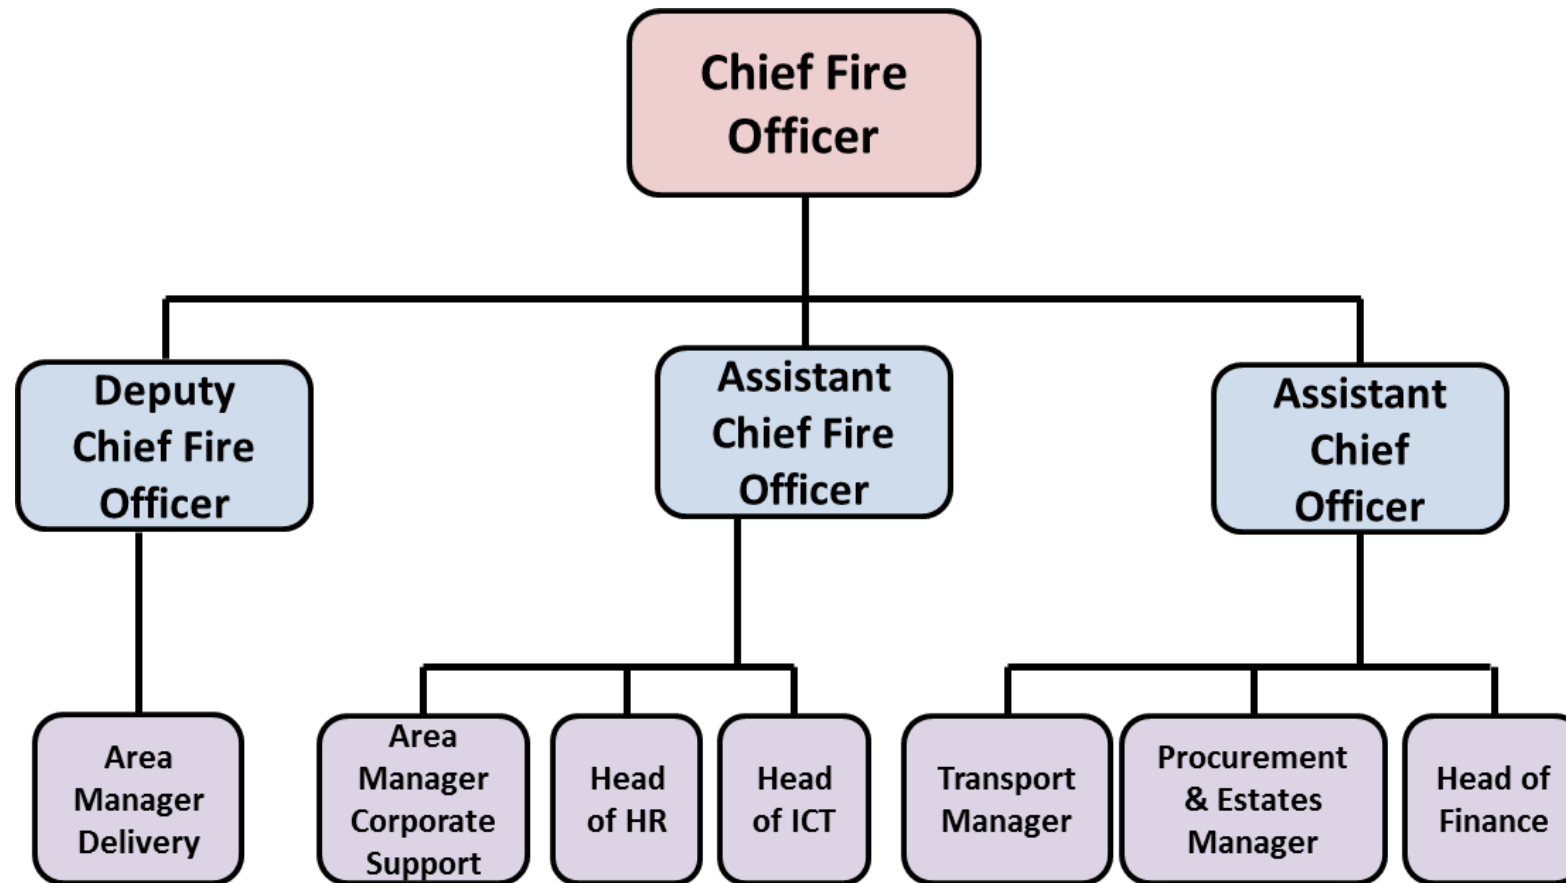 Chief Fire
Officer
Deputy
Chief Fire
Officer
Assistant
Chief Fire
Officer
Assistant
Chief
Officer
Area
Manager
Delivery
Area
Manager
Corporate
Support
Head
of HR
Head
of ICT
Transport
Manager
Procurement
& Estates
Manager
Head of
Finance